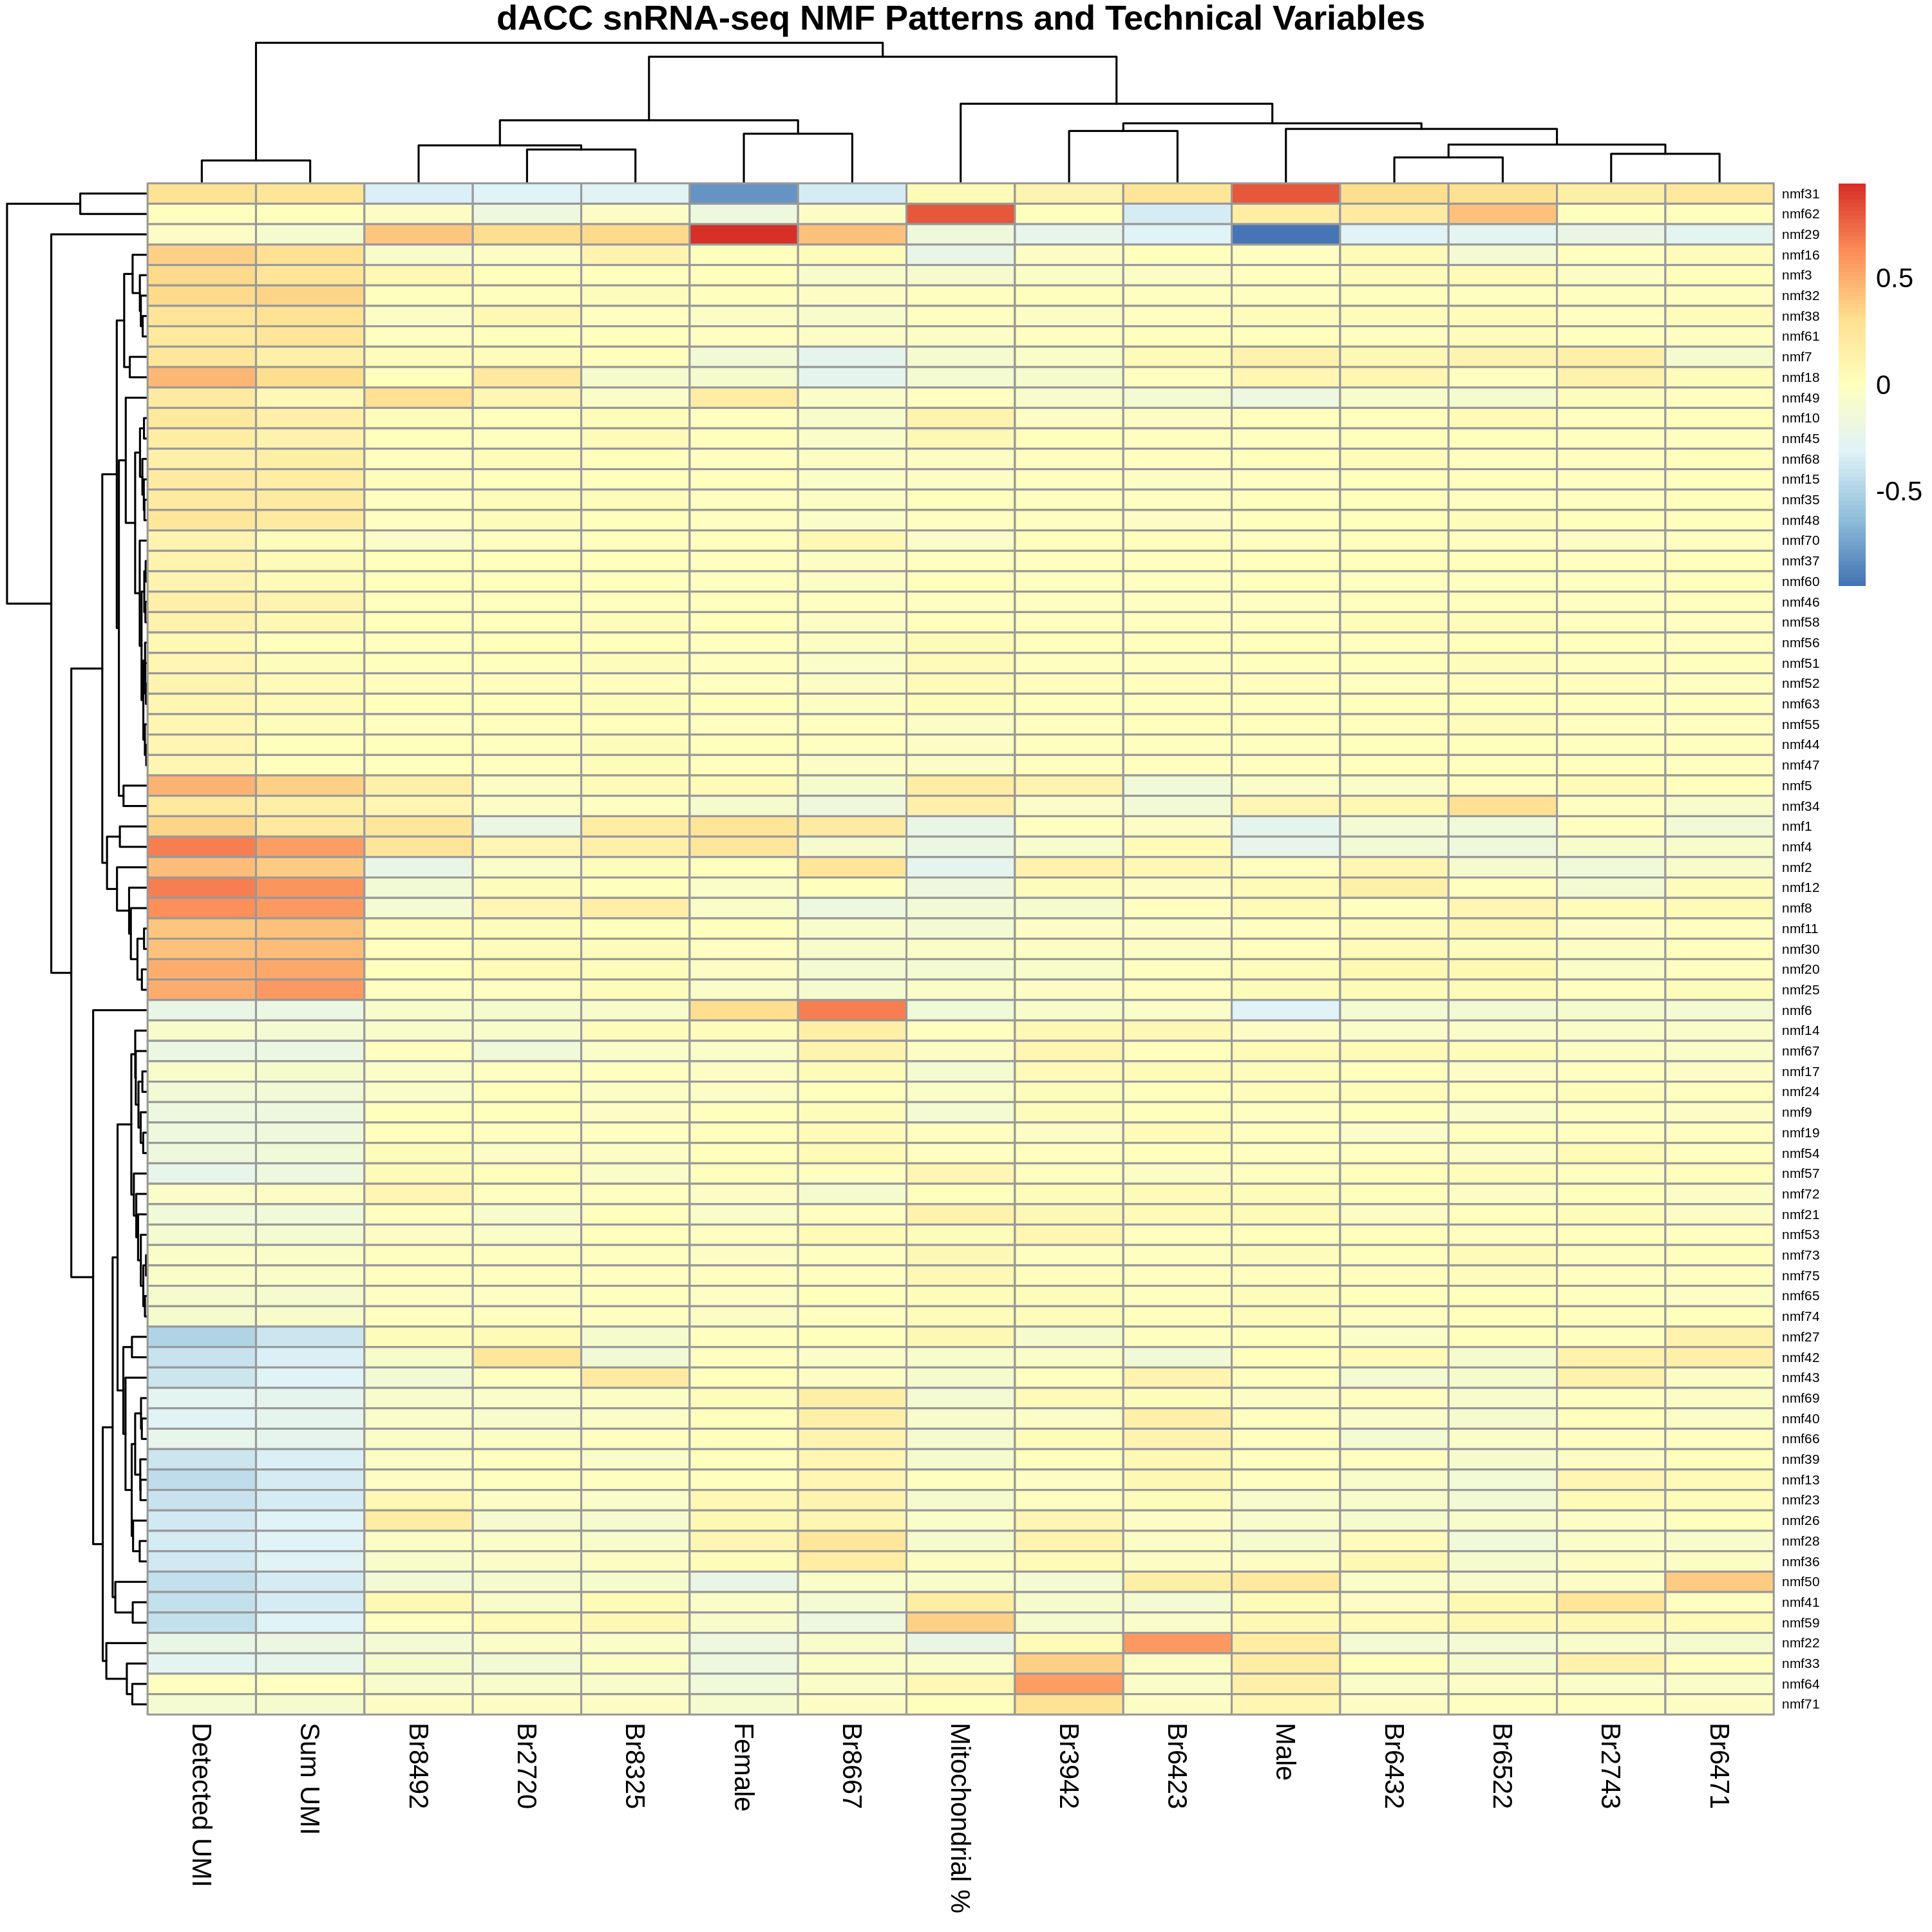 dACC snRNA-seq NMF Patterns and Technical Variables
nmf31
nmf62
nmf29
nmf16
nmf3
nmf32
nmf38
nmf61
nmf7
nmf18
nmf49
nmf10
nmf45
nmf68
nmf15
nmf35
nmf48
nmf70
nmf37
nmf60
nmf46
nmf58
nmf56
nmf51
nmf52
nmf63
nmf55
nmf44
nmf47
nmf5
nmf34
nmf1
nmf4
nmf2
nmf12
nmf8
nmf11
nmf30
nmf20
nmf25
nmf6
nmf14
nmf67
nmf17
nmf24
nmf9
nmf19
nmf54
nmf57
nmf72
nmf21
nmf53
nmf73
nmf75
nmf65
nmf74
nmf27
nmf42
nmf43
nmf69
nmf40
nmf66
nmf39
nmf13
nmf23
nmf26
nmf28
nmf36
nmf50
nmf41
nmf59
nmf22
nmf33
nmf64
nmf71
0.5
0
-0.5
Detected UMI
Sum UMI
Br8492
Br2720
Br8325
Female
Br8667
Mitochondrial %
Br3942
Br6423
Male
Br6432
Br6522
Br2743
Br6471